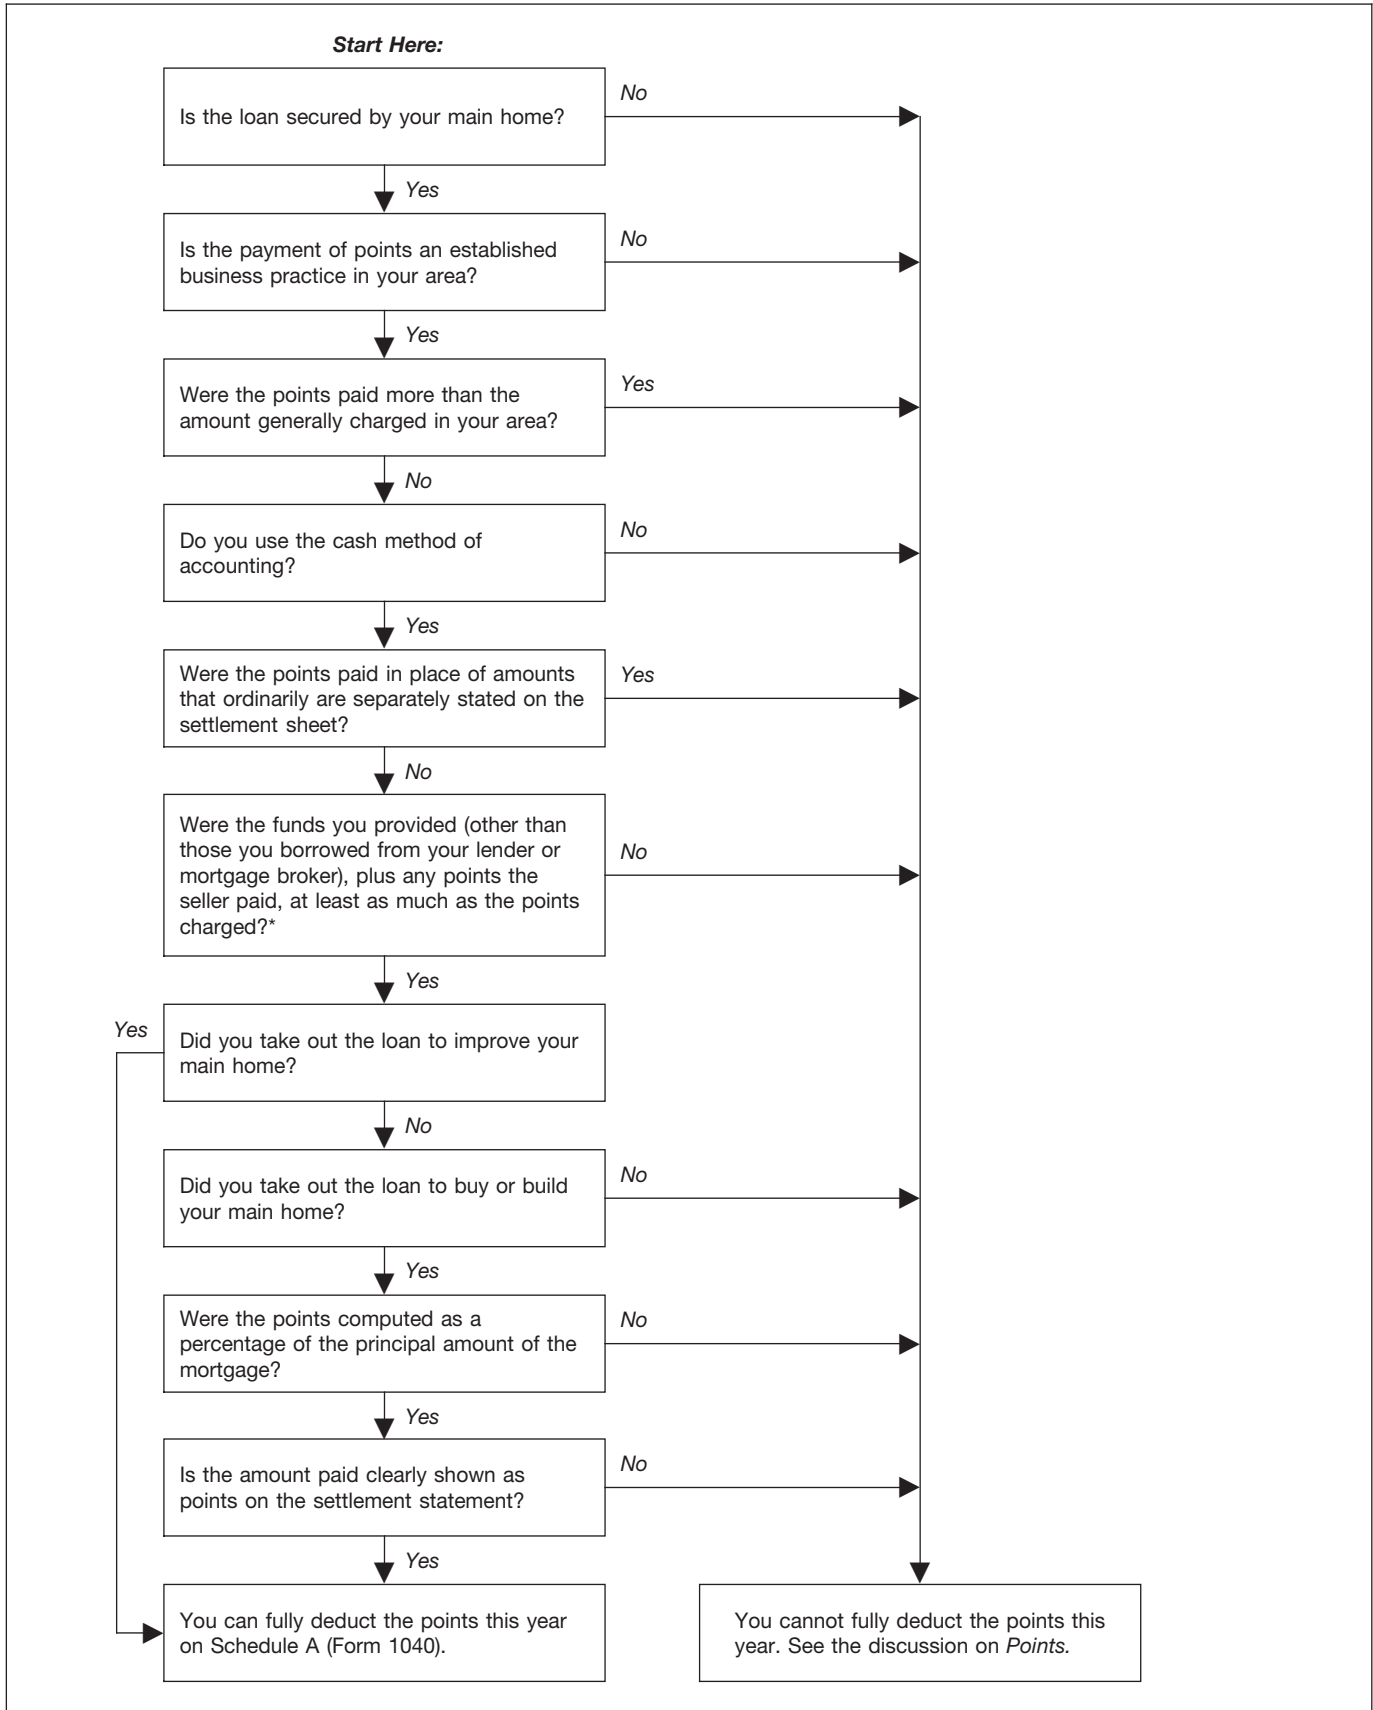 Start Here:
Is the loan secured by your main home?
No
Yes
Is the payment of points an established
business practice in your area?
No
Yes
Were the points paid more than the
amount generally charged in your area?
Yes
No
Do you use the cash method of
accounting?
No
Yes
Were the points paid in place of amounts
that ordinarily are separately stated on the
settlement sheet?
Yes
No
Were the funds you provided (other than
those you borrowed from your lender or
mortgage broker), plus any points the
seller paid, at least as much as the points
charged?*
No
Yes
Yes
Did you take out the loan to improve your
main home?
No
Did you take out the loan to buy or build
your main home?
No
Yes
Were the points computed as a
percentage of the principal amount of the
mortgage?
No
Yes
Is the amount paid clearly shown as
points on the settlement statement?
No
Yes
You can fully deduct the points this year
on Schedule A (Form 1040).
You cannot fully deduct the points this
year. See the discussion on Points.